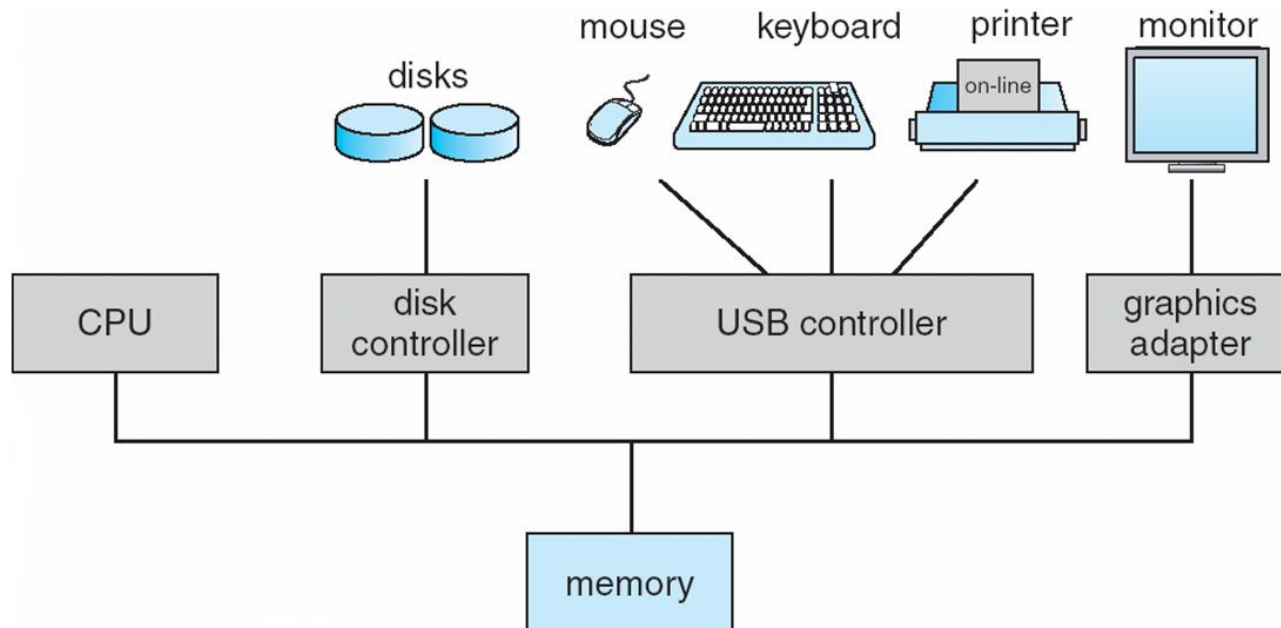 mouse
keyboard
printer
monitor
disks
on-line
CPU
disk
controller
USB controller
graphics
adapter
memory